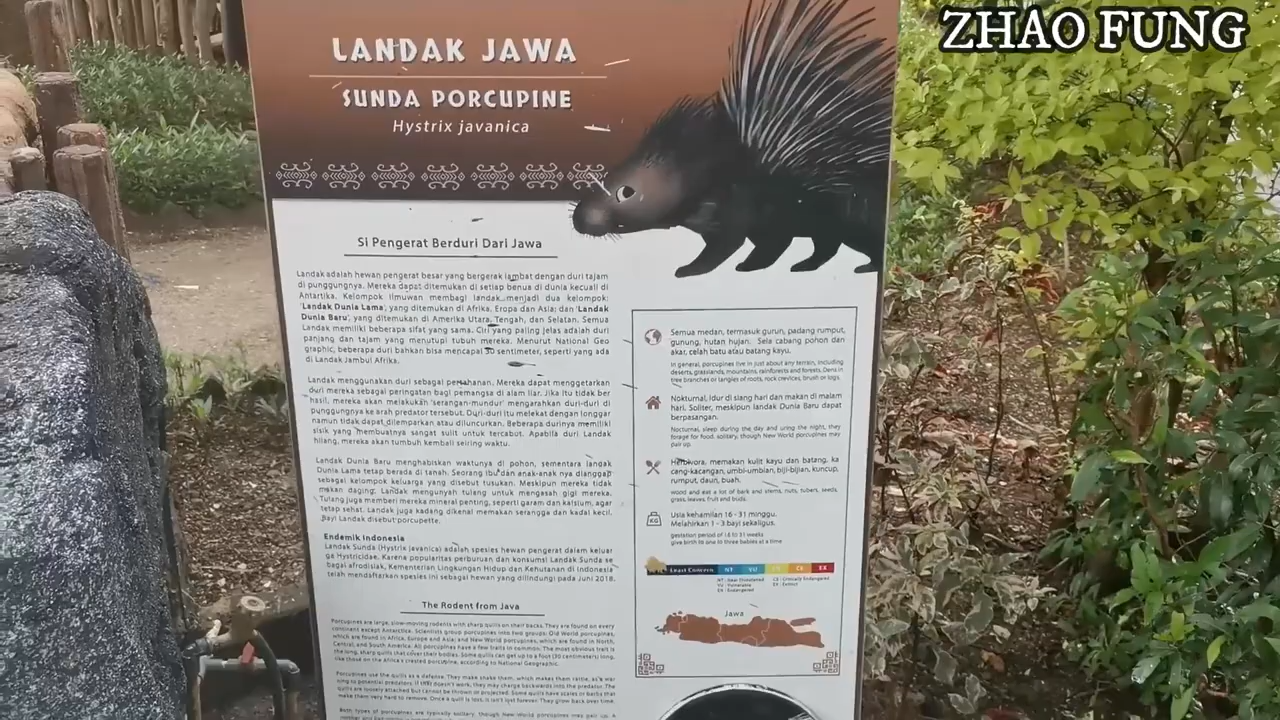 ZHAO FUNG
LANDAK JAWA
SUNDA PORCUPINE
Hystrix javanica
Si Pengerat Berduri Dari Jawa
Landak adalah hewan pengerat besar yang bergerak lambat dengan duri tajam
di punggungnya. Mereka dapat ditemukan di setiap benua di dunia kecuali di
Antartika. Kelompok ilmuwan membagi landak menjadi dua kelompok:
'Landak Dunia Lama', yang ditemukan di Afrika, Eropa dan Asia; dan 'Landak
Dunia Baru', yang ditemukan di Amerika Utara, Tengah, dan Selatan. Semua
Landak memiliki beberapa sifat yang sama. Ciri yang paling jelas adalah duri
panjang dan tajam yang menutupi tubuh mereka. Menurut National Geo
graphic, beberapa duri bahkan bisa mencapai 30 sentimeter, seperti yang ada
di Landak Jambul Afrika.
Landak menggunakan duri sebagai pertahanan. Mereka dapat menggetarkan
duri mereka sebagai peringatan bagi pemangsa di alam liar. Jika itu tidak ber
hasil, mereka akan melakukan 'serangan-mundur' mengarahkan duri-duri di
punggungnya ke arah predator tersebut. Duri-duri itu melekat dengan longgar
namun tidak dapat dilemparkan atau diluncurkan. Beberapa durinya memiliki
sisik yang membuatnya sangat sulit untuk tercabut. Apabila duri Landak
hilang, mereka akan tumbuh kembali seiring waktu.
Landak Dunia Baru menghabiskan waktunya di pohon, sementara landak
Dunia Lama tetap berada di tanah. Seorang ibu dan anak-anak nya dianggap
sebagai kelompok keluarga yang disebut tusukan. Meskipun mereka tidak
makan daging, Landak mengunyah tulang untuk mengasah gigi mereka.
Tulang juga memberi mereka mineral penting, seperti garam dan kalsium, agar
tetap sehat. Landak juga kadang dikenal memakan serangga dan kadal kecil.
Bayi Landak disebut porcupette.
Endemik Indonesia
Landak Sunda (Hystrix javanica) adalah spesies hewan pengerat dalam keluar
ga Hystricidae. Karena popularitas perburuan dan konsumsi Landak Sunda se
bagai afrodisiak, Kementerian Lingkungan Hidup dan Kehutanan di Indonesia
telah mendaftarkan spesies ini sebagai hewan yang dilindungi pada Juni 2018.
The Rodent from Java
Porcupines are large, slow-moving rodents with sharp quills on their backs. They are found on every
continent except Antarctica. Scientists group porcupines into two groups: Old World porcupines,
which are found in Africa, Europe and Asia; and New World porcupines, which are found in North,
Central, and South America. All porcupines have a few traits in common. The most obvious trait is
the long, sharp quills that cover their bodies. Some quills can get up to a foot (30 centimeters) long,
like those on the Africa's crested porcupine, according to National Geographic.
Porcupines use the quills as a defense. They make shake them, which makes them rattle, as a war
ning to potential predators. If that doesn't work, they may charge backwards into the predator. The
quills are loosely attached but cannot be thrown or projected. Some quills have scales or barbs that
make them very hard to remove. Once a quill is lost, it isn't lost forever. They grow back over time.
Both types of porcupines are typically solitary, though New World porcupines may pair up. A
Semua medan, termasuk gurun, padang rumput,
gunung, hutan hujan. Sela cabang pohon dan
akar, celah batu atau batang kayu.
In general, porcupines live in just about any terrain, including
deserts, grasslands, mountains, rainforests and forests. Dens in
tree branches or tangles of roots, rock crevices, brush or logs.
Nokturnal, tidur di siang hari dan makan di malam
hari. Soliter, meskipun landak Dunia Baru dapat
berpasangan.
Nocturnal, sleep during the day and uring the night, they
forage for food. solitary, though New World porcupines may
pair up.
Herbivora, memakan kulit kayu dan batang, ka
cang-kacangan, umbi-umbian, biji-bijian, kuncup,
rumput, daun, buah.
wood and eat a lot of bark and stems, nuts, tubers, seeds,
grass, leaves, fruit and buds.
KG
Usia kehamilan 16 - 31 minggu.
Melahirkan 1 - 3 bayi sekaligus.
gestation period of 16 to 31 weeks
give birth to one to three babies at a time
Least Concern NT VU EN CE EX
NT : Near Threatened CE : Critically Endangered
VU : Vulnerable EX : Extinct
EN : Endangered
Jawa